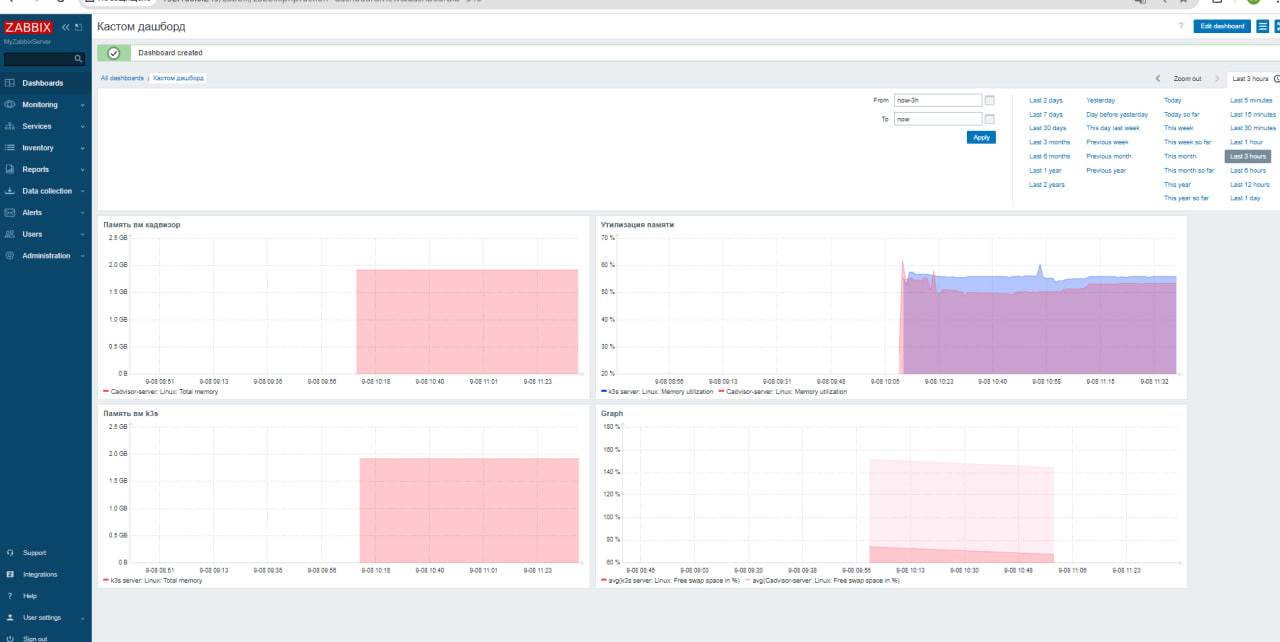 ZABBIX
MyZabbixServer
Dashboards
Monitoring
Services
Inventory
Reports
Data collection
Alerts
Users
Administration
Support
Integrations
Help
User settings
Sign out
Кастом дашборд
Edit dashboard
Dashboard created
All dashboards / Кастом дашборд
Zoom out
Last 3 hours
From now-3h
To now
Apply
Last 2 days Yesterday Today Last 5 minutes
Last 7 days Day before yesterday Today so far Last 15 minutes
Last 30 days This day last week This week Last 30 minutes
Last 3 months Previous week This week so far Last 1 hour
Last 6 months Previous month This month Last 3 hours
Last 1 year Previous year This month so far Last 6 hours
Last 2 years This year Last 12 hours
This year so far Last 1 day
Память вм кадвизор
2.5 GB
2.0 GB
1.5 GB
1.0 GB
0.5 GB
0 B
9-08 08:51 9-08 09:13 9-08 09:35 9-08 09:56 9-08 10:18 9-08 10:40 9-08 11:01 9-08 11:23
Cadvisor-server: Linux: Total memory
Утилизация памяти
70 %
60 %
50 %
40 %
30 %
20 %
9-08 08:56 9-08 09:13 9-08 09:31 9-08 09:48 9-08 10:05 9-08 10:23 9-08 10:40 9-08 10:58 9-08 11:15 9-08 11:32
k3s server: Linux: Memory utilization Cadvisor-server: Linux: Memory utilization
Память вм k3s
2.5 GB
2.0 GB
1.5 GB
1.0 GB
0.5 GB
0 B
9-08 08:51 9-08 09:13 9-08 09:35 9-08 09:56 9-08 10:18 9-08 10:40 9-08 11:01 9-08 11:23
k3s server: Linux: Total memory
Graph
180 %
160 %
140 %
120 %
100 %
80 %
60 %
9-08 08:45 9-08 09:03 9-08 09:20 9-08 09:38 9-08 09:55 9-08 10:13 9-08 10:30 9-08 10:48 9-08 11:05 9-08 11:23
avg(k3s server: Linux: Free swap space in %) avg(Cadvisor-server: Linux: Free swap space in %)